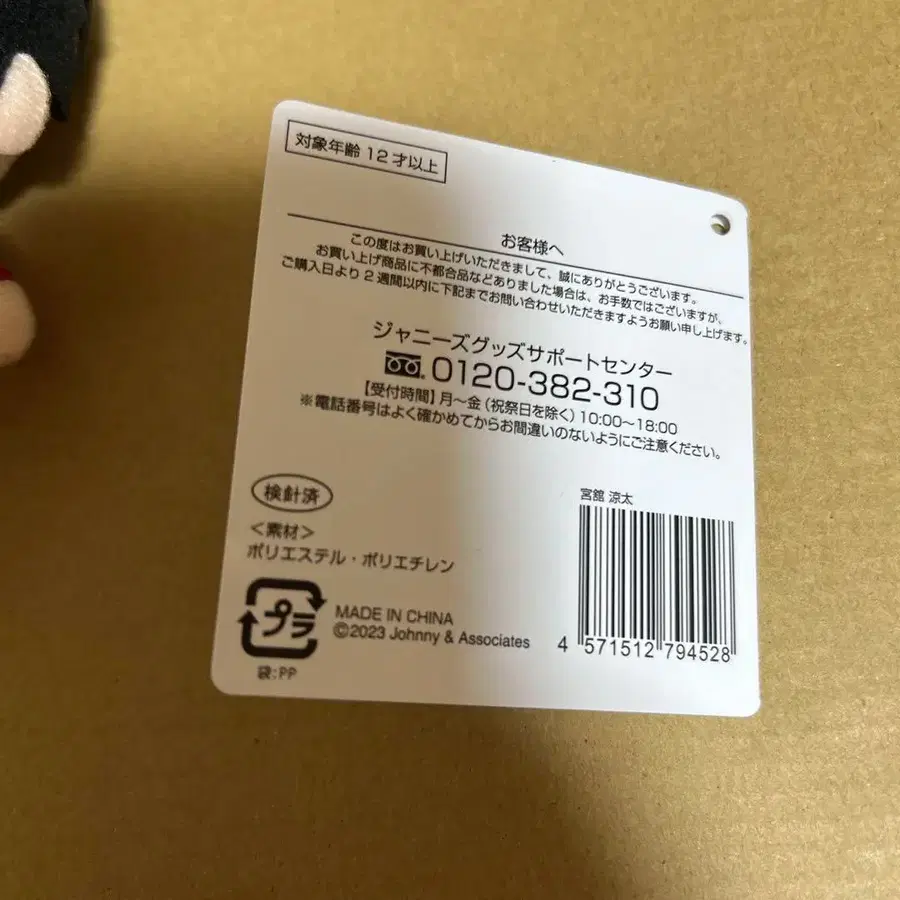 対象年齢 12才以上
お客様へ
この度はお買い上げいただきまして、誠にありがとうございます。
お買い上げ商品に不都合品などありました場合は、お手数ではございますが、
ご購入日より2週間以内に下記までお問い合わせいただきますようお願い申し上げます。
ジャニーズグッズサポートセンター
0120-382-310
【受付時間】月〜金（祝祭日を除く）10:00〜18:00
※電話番号はよく確かめてからお間違いのないようにご注意ください。
検針済
<素材>
ポリエステル・ポリエチレン
プラ
袋:PP
MADE IN CHINA
©2023 Johnny & Associates
宮舘 涼太
4 571512 794528